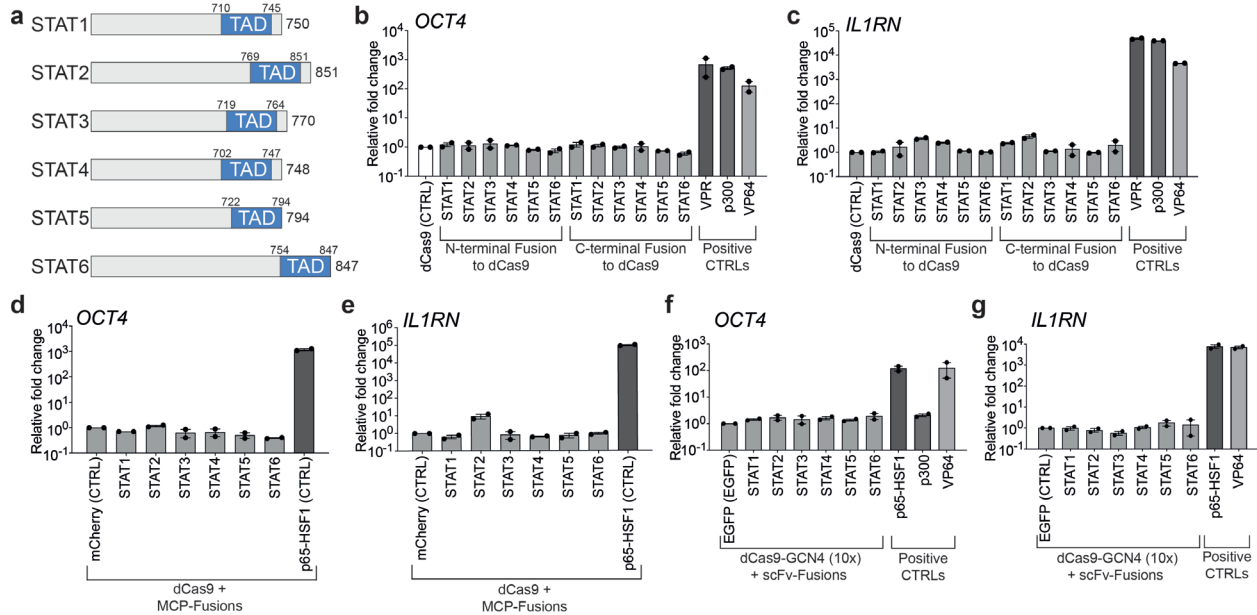 a
710 745
STAT1 TAD 750
769 851
STAT2 TAD 851
719 764
STAT3 TAD 770
702 747
STAT4 TAD 748
722 794
STAT5 TAD 794
754 847
STAT6 TAD 847
b
OCT4
Relative fold change
10^4
10^3
10^2
10^1
10^0
10^-1
dCas9 (CTRL)
STAT1
STAT2
STAT3
STAT4
STAT5
STAT6
STAT1
STAT2
STAT3
STAT4
STAT5
STAT6
VPR
p300
VP64
N-terminal Fusion
to dCas9
C-terminal Fusion
to dCas9
Positive
CTRLs
c
IL1RN
Relative fold change
10^5
10^4
10^3
10^2
10^1
10^0
10^-1
dCas9 (CTRL)
STAT1
STAT2
STAT3
STAT4
STAT5
STAT6
STAT1
STAT2
STAT3
STAT4
STAT5
STAT6
VPR
p300
VP64
N-terminal Fusion
to dCas9
C-terminal Fusion
to dCas9
Positive
CTRLs
d
OCT4
Relative fold change
10^4
10^3
10^2
10^1
10^0
10^-1
mCherry (CTRL)
STAT1
STAT2
STAT3
STAT4
STAT5
STAT6
p65-HSF1 (CTRL)
dCas9 +
MCP-Fusions
e
IL1RN
Relative fold change
10^6
10^5
10^4
10^3
10^2
10^1
10^0
10^-1
mCherry (CTRL)
STAT1
STAT2
STAT3
STAT4
STAT5
STAT6
p65-HSF1 (CTRL)
dCas9 +
MCP-Fusions
f
OCT4
Relative fold change
10^3
10^2
10^1
10^0
10^-1
EGFP (EGFP)
STAT1
STAT2
STAT3
STAT4
STAT5
STAT6
p65-HSF1
p300
VP64
dCas9-GCN4 (10x)
+ scFv-Fusions
Positive
CTRLs
g
IL1RN
Relative fold change
10^4
10^3
10^2
10^1
10^0
10^-1
EGFP (CTRL)
STAT1
STAT2
STAT3
STAT4
STAT5
STAT6
p65-HSF1
VP64
dCas9-GCN4 (10x)
+ scFv-Fusions
Positive
CTRLs